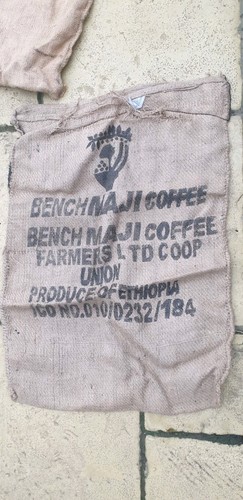 BENCH MAJI COFFEE
BENCH MAJI COFFEE
FARMERS LTD COOP
UNION
PRODUCE OF ETHIOPIA
ICO NO.010/0232/184